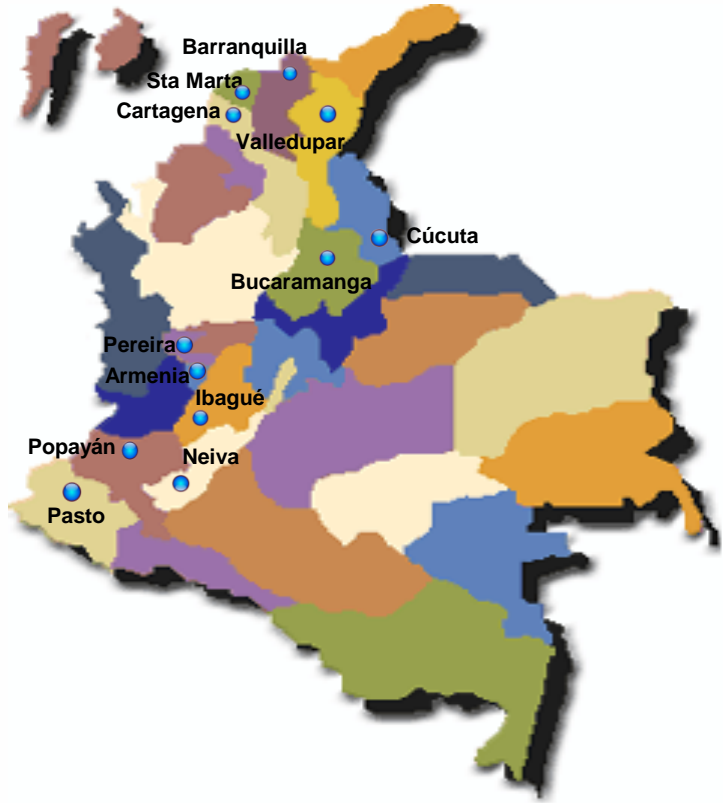 Barranquilla
Sta Marta
Cartagena
Valledupar
Cúcuta
Bucaramanga
Pereira
Armenia
Ibagué
Popayán
Neiva
Pasto